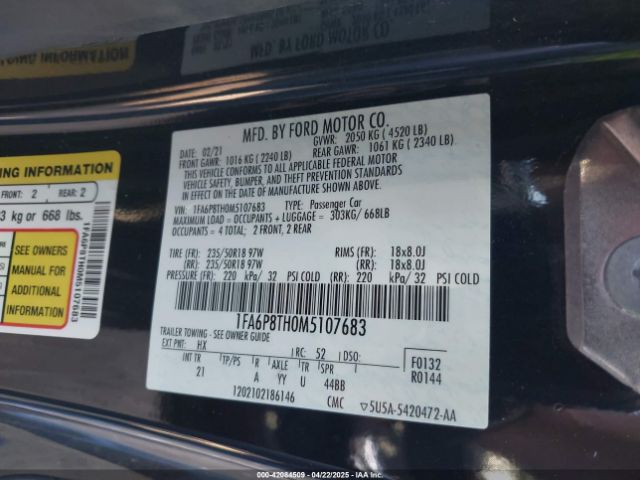 MFD. BY FORD MOTOR CO.
MFD. BY FORD MOTOR CO.
DATE: 02/21
GVWR: 2050 KG ( 4520 LB)
FRONT GAWR: 1016 KG ( 2240 LB)
REAR GAWR: 1061 KG ( 2340 LB)
THIS VEHICLE CONFORMS TO ALL APPLICABLE FEDERAL MOTOR
VEHICLE SAFETY, BUMPER, AND THEFT PREVENTION STANDARDS
IN EFFECT ON THE DATE OF MANUFACTURE SHOWN ABOVE.
VIN: 1FA6P8TH0M5107683
TYPE: Passenger Car
MAXIMUM LOAD = OCCUPANTS + LUGGAGE = 303KG/ 668LB
OCCUPANTS = 4 TOTAL; 2 FRONT, 2 REAR
TIRE (FR): 235/50R18 97W RIMS (FR): 18x8.0J
(RR): 235/50R18 97W (RR): 18x8.0J
PRESSURE (FR): 220 kPa/ 32 PSI COLD (RR): 220 kPa/ 32 PSI COLD
1FA6P8TH0M5107683
TRAILER TOWING - SEE OWNER GUIDE
EXT PNT: HX RC: 52 DSO:
INT TR TP/PS R AXLE TR SPR
21 A YY U 44BB
F0132
R0144
1202102186146 CMC 5U5A-5420472-AA
ING INFORMATION
FRONT: 2 REAR: 2
3 kg or 668 lbs.
SEE OWNERS
MANUAL FOR
ADDITIONAL
INFORMATION
1FA6P8TH0M5107683
IAA-42084509 | 04/22/2025 | Copart